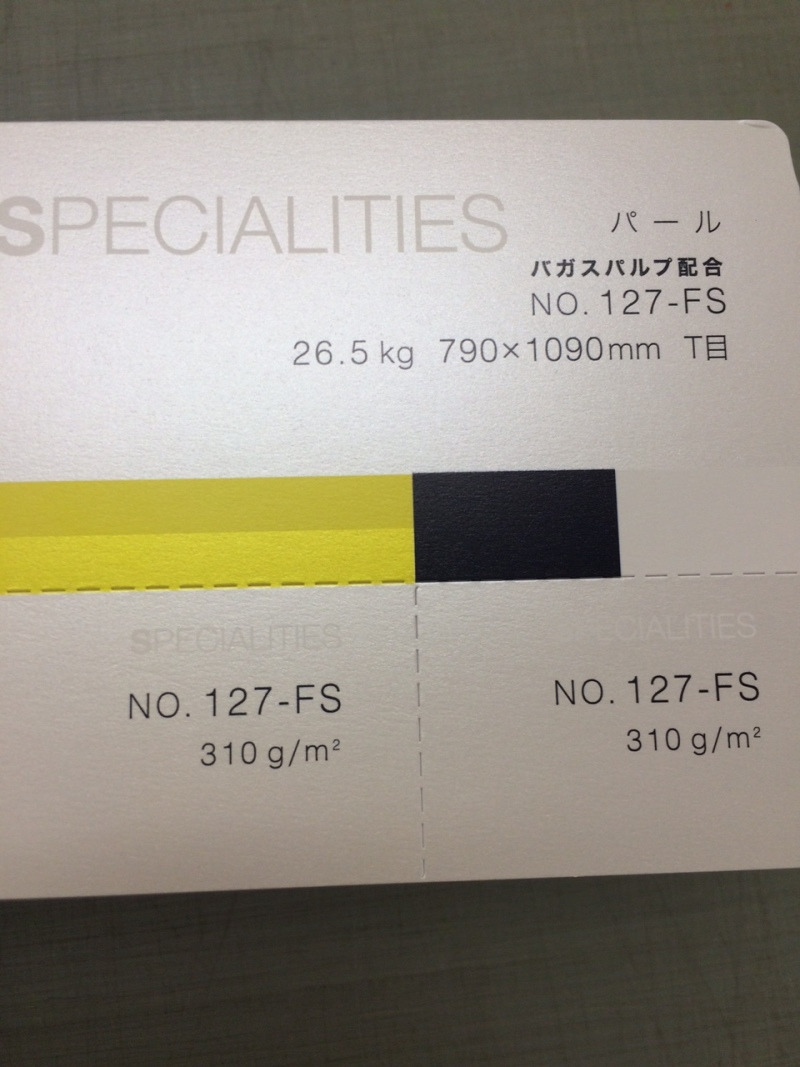 SPECIALITIES
パール
バガスパルプ配合
NO. 127-FS
26.5 kg 790×1090mm T目
SPECIALITIES
NO. 127-FS
310 g/m²
CIALITIES
NO. 127-FS
310 g/m²